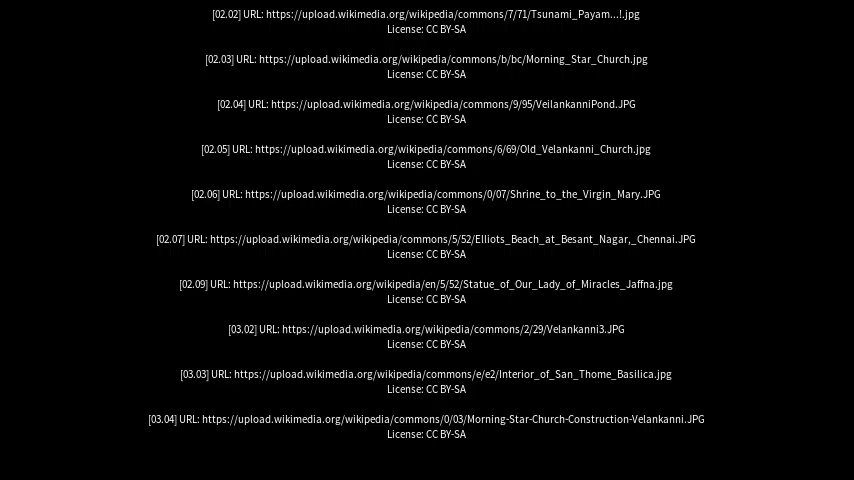 [02.02] URL: https://upload.wikimedia.org/wikipedia/commons/7/71/Tsunami_Payam...!.jpg
License: CC BY-SA
[02.03] URL: https://upload.wikimedia.org/wikipedia/commons/b/bc/Morning_Star_Church.jpg
License: CC BY-SA
[02.04] URL: https://upload.wikimedia.org/wikipedia/commons/9/95/VeilankanniPond.JPG
License: CC BY-SA
[02.05] URL: https://upload.wikimedia.org/wikipedia/commons/6/69/Old_Velankanni_Church.jpg
License: CC BY-SA
[02.06] URL: https://upload.wikimedia.org/wikipedia/commons/0/07/Shrine_to_the_Virgin_Mary.JPG
License: CC BY-SA
[02.07] URL: https://upload.wikimedia.org/wikipedia/commons/5/52/Elliots_Beach_at_Besant_Nagar,_Chennai.JPG
License: CC BY-SA
[02.09] URL: https://upload.wikimedia.org/wikipedia/en/5/52/Statue_of_Our_Lady_of_Miracles_Jaffna.jpg
License: CC BY-SA
[03.02] URL: https://upload.wikimedia.org/wikipedia/commons/2/29/Velankanni3.JPG
License: CC BY-SA
[03.03] URL: https://upload.wikimedia.org/wikipedia/commons/e/e2/Interior_of_San_Thome_Basilica.jpg
License: CC BY-SA
[03.04] URL: https://upload.wikimedia.org/wikipedia/commons/0/03/Morning-Star-Church-Construction-Velankanni.JPG
License: CC BY-SA